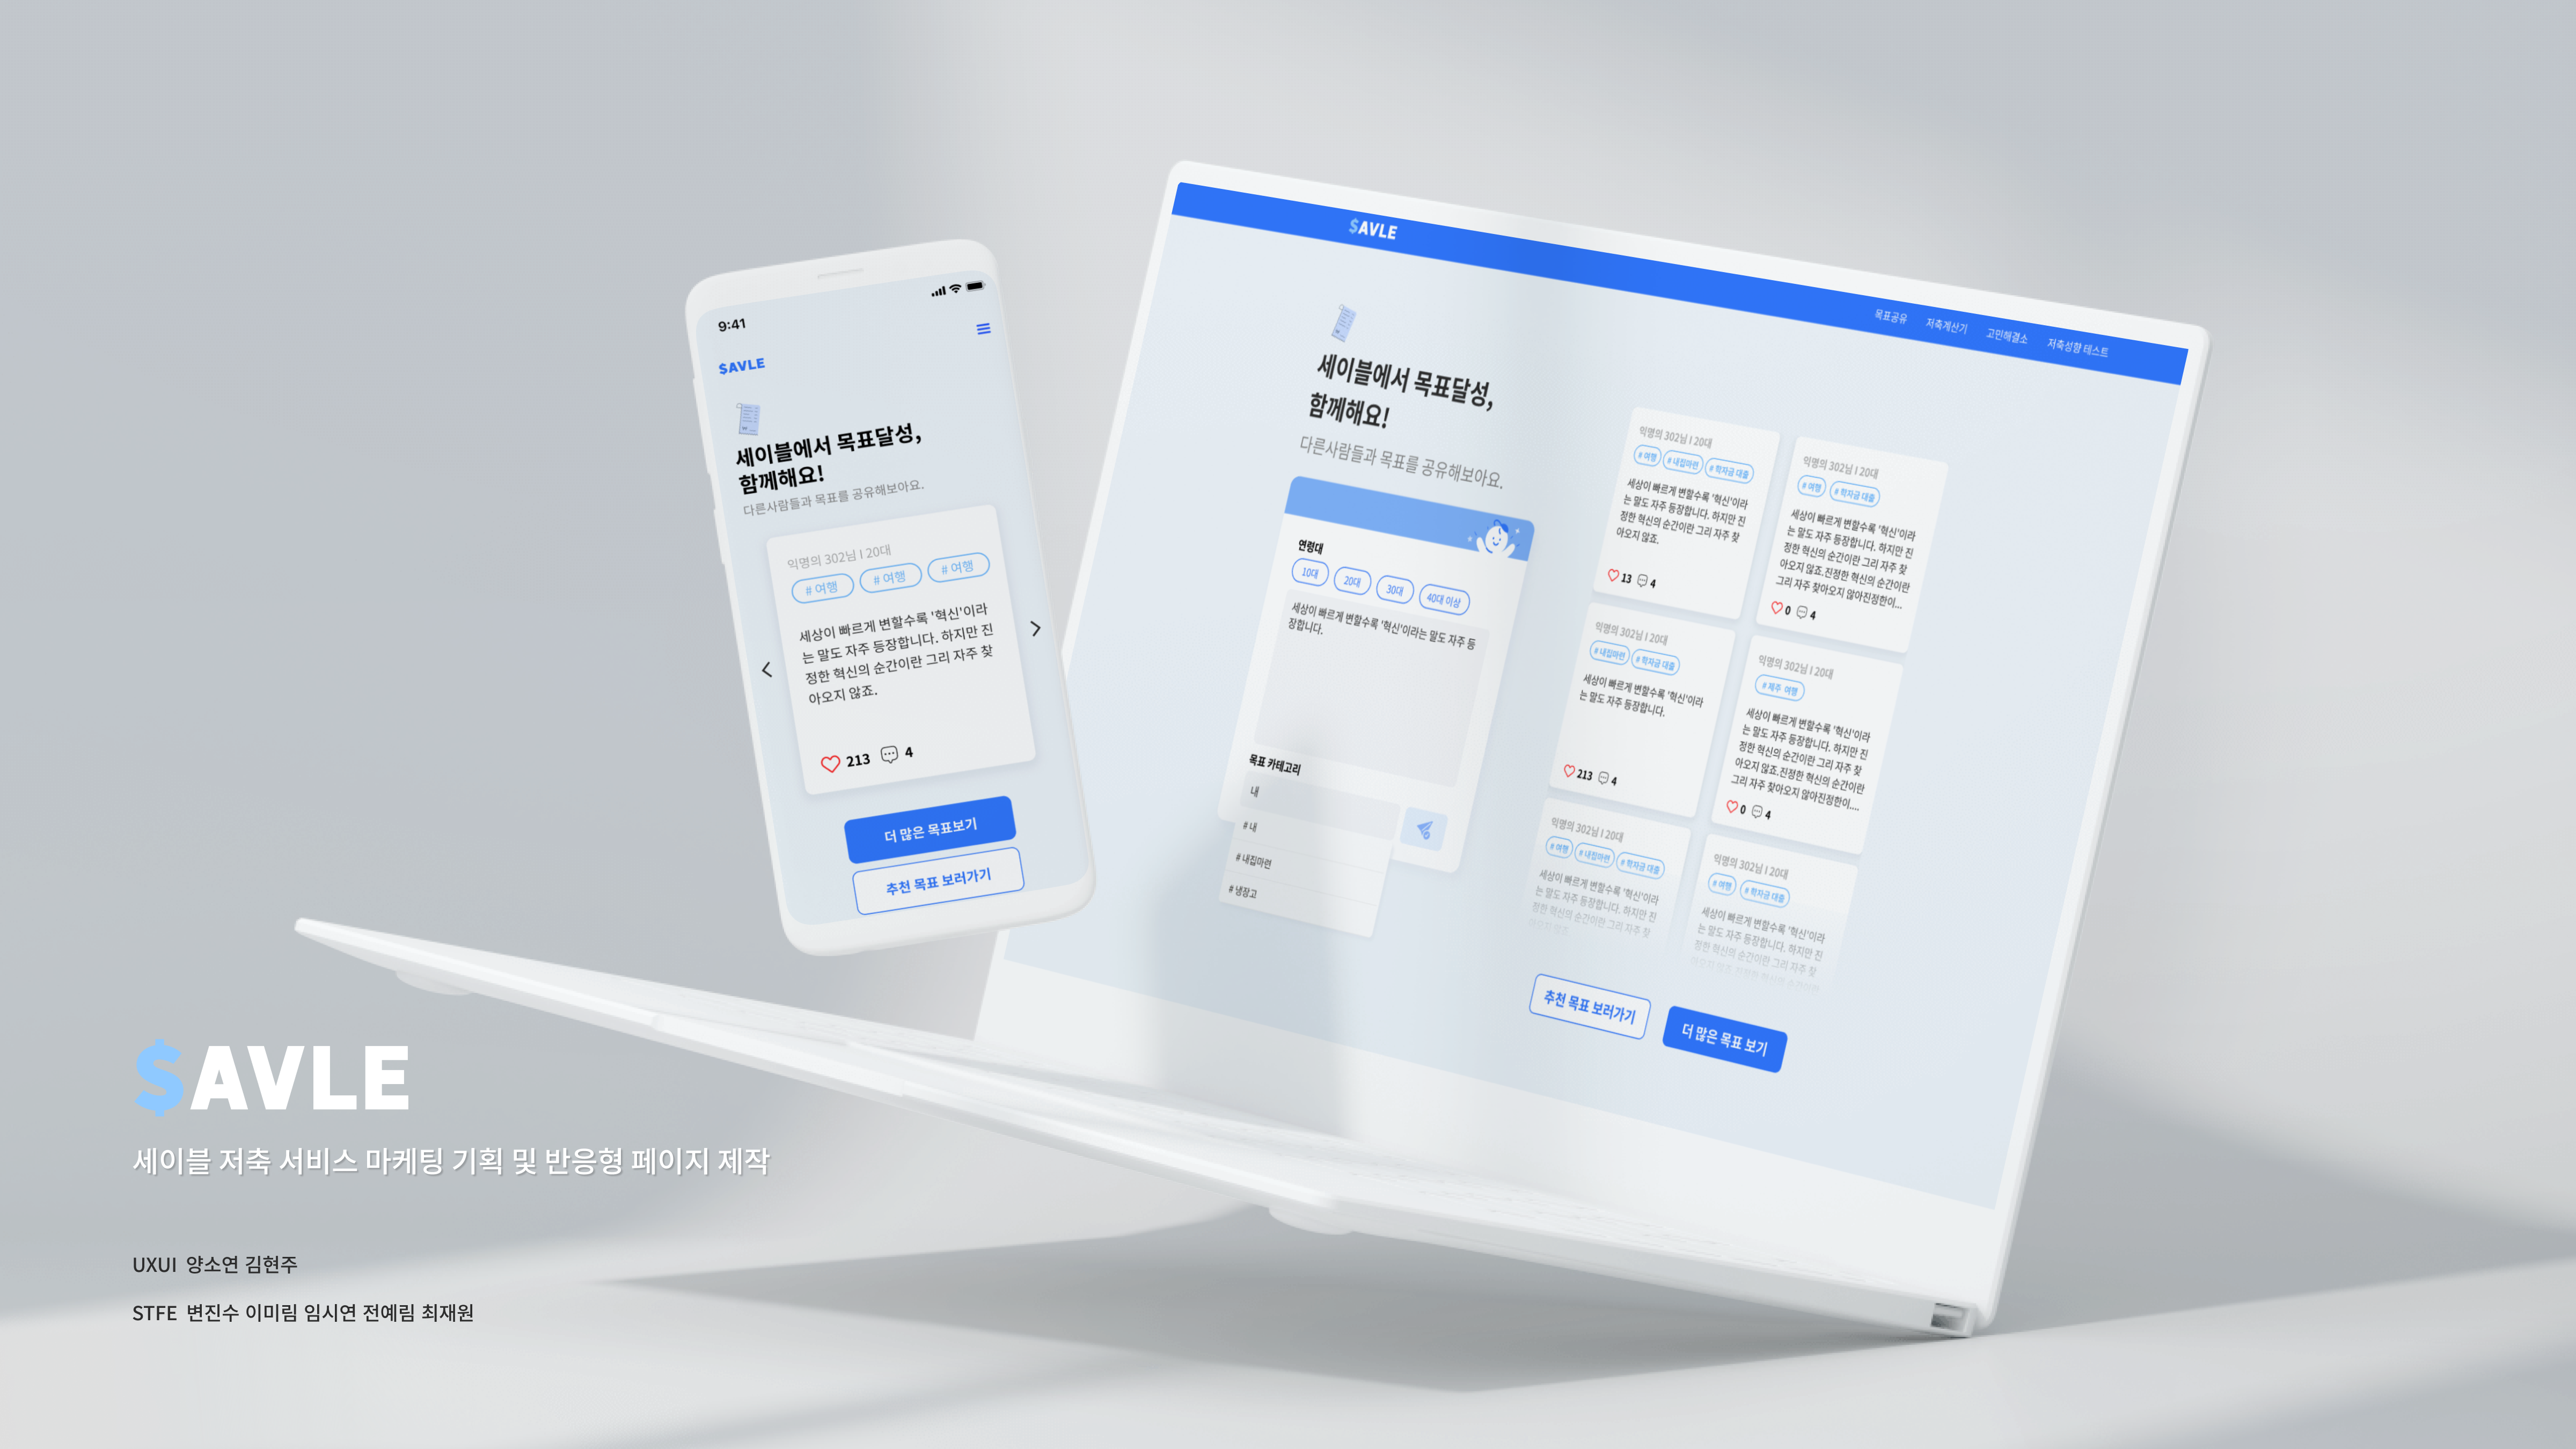 9:41
$AVLE
세이블에서 목표달성,
함께해요!
다른사람들과 목표를 공유해보아요.
익명의 302님 I 20대
# 여행 # 여행 # 여행
세상이 빠르게 변할수록 '혁신'이라
는 말도 자주 등장합니다. 하지만 진
정한 혁신의 순간이란 그리 자주 찾
아오지 않죠.
213 4
더 많은 목표보기
추천 목표 보러가기
$AVLE
목표공유 저축계산기 고민해결소 저축성향 테스트
세이블에서 목표달성,
함께해요!
다른사람들과 목표를 공유해보아요.
연령대
10대 20대 30대 40대 이상
세상이 빠르게 변할수록 '혁신'이라는 말도 자주 등
장합니다.
목표 카테고리
내
# 내
# 내집마련
# 냉장고
익명의 302님 I 20대
# 여행 # 내집마련 # 학자금 대출
세상이 빠르게 변할수록 '혁신'이라
는 말도 자주 등장합니다. 하지만 진
정한 혁신의 순간이란 그리 자주 찾
아오지 않죠.
13 4
익명의 302님 I 20대
# 여행 # 학자금 대출
세상이 빠르게 변할수록 '혁신'이라
는 말도 자주 등장합니다. 하지만 진
정한 혁신의 순간이란 그리 자주 찾
아오지 않죠.진정한 혁신의 순간이란
그리 자주 찾아오지 않아진정한이...
0 4
익명의 302님 I 20대
# 내집마련 # 학자금 대출
세상이 빠르게 변할수록 '혁신'이라
는 말도 자주 등장합니다.
213 4
익명의 302님 I 20대
# 제주 여행
세상이 빠르게 변할수록 '혁신'이라
는 말도 자주 등장합니다. 하지만 진
정한 혁신의 순간이란 그리 자주 찾
아오지 않죠.진정한 혁신의 순간이란
그리 자주 찾아오지 않아진정한이....
0 4
익명의 302님 I 20대
# 여행 # 내집마련 # 학자금 대출
세상이 빠르게 변할수록 '혁신'이라
는 말도 자주 등장합니다. 하지만 진
정한 혁신의 순간이란 그리 자주 찾
아오지 않죠.
익명의 302님 I 20대
# 여행 # 학자금 대출
세상이 빠르게 변할수록 '혁신'이라
는 말도 자주 등장합니다. 하지만 진
정한 혁신의 순간이란 그리 자주 찾
추천 목표 보러가기
더 많은 목표 보기
$AVLE
세이블 저축 서비스 마케팅 기획 및 반응형 페이지 제작
UXUI 양소연 김현주
STFE 변진수 이미림 임시연 전예림 최재원